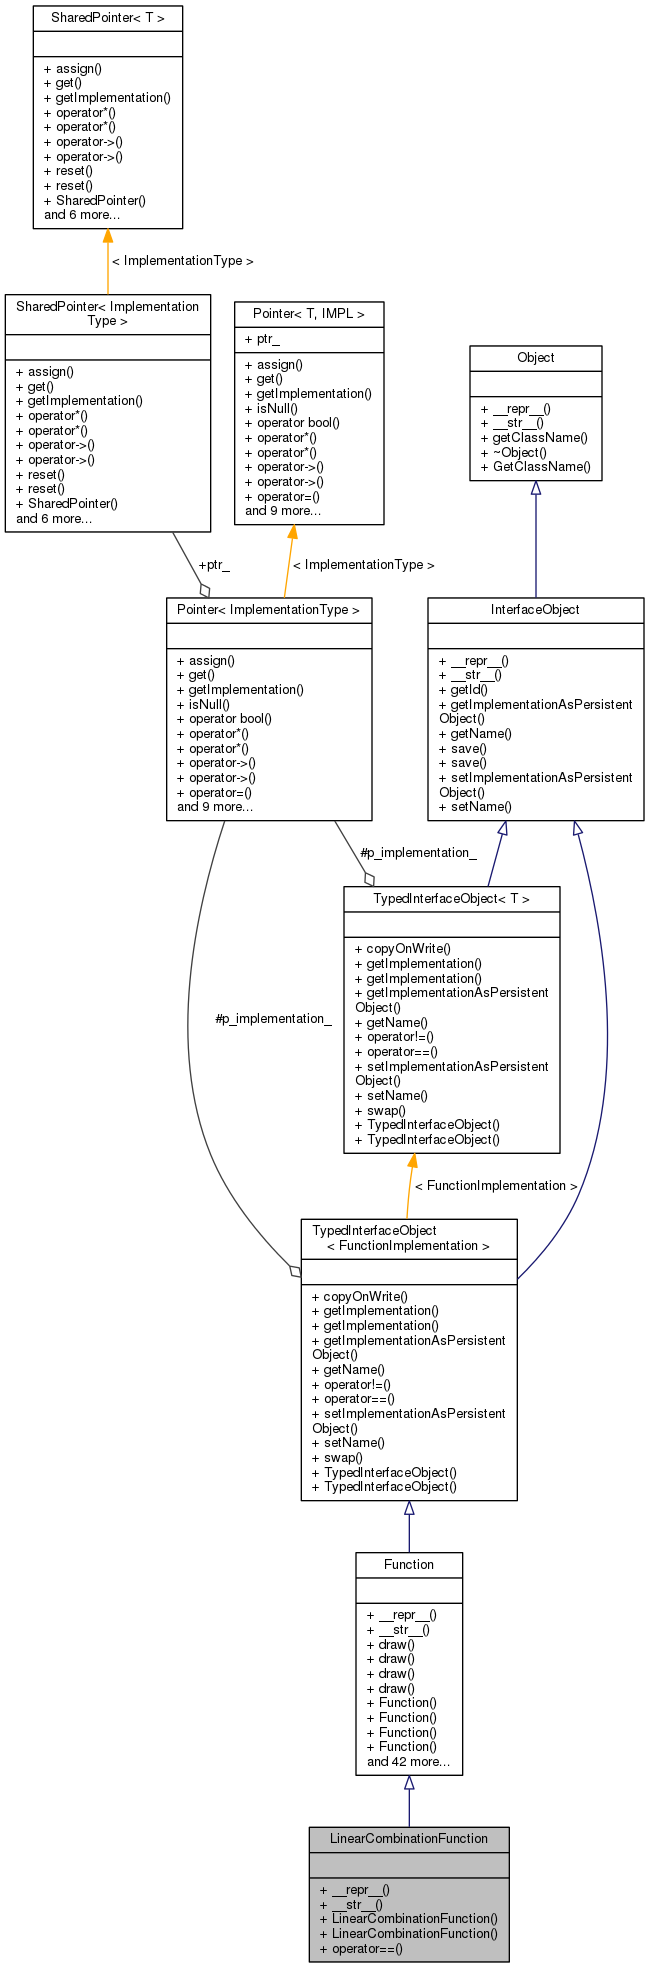 SharedPointer< T >
+ assign()
+ get()
+ getImplementation()
+ operator*()
+ operator*()
+ operator->()
+ operator->()
+ reset()
+ reset()
+ SharedPointer()
and 6 more...
< ImplementationType >
SharedPointer< Implementation
Type >
+ assign()
+ get()
+ getImplementation()
+ operator*()
+ operator*()
+ operator->()
+ operator->()
+ reset()
+ reset()
+ SharedPointer()
and 6 more...
Pointer< T, IMPL >
+ ptr_
+ assign()
+ get()
+ getImplementation()
+ isNull()
+ operator bool()
+ operator*()
+ operator*()
+ operator->()
+ operator->()
+ operator=()
and 9 more...
Object
+ __repr__()
+ __str__()
+ getClassName()
+ ~Object()
+ GetClassName()
+ptr_
< ImplementationType >
Pointer< ImplementationType >
+ assign()
+ get()
+ getImplementation()
+ isNull()
+ operator bool()
+ operator*()
+ operator*()
+ operator->()
+ operator->()
+ operator=()
and 9 more...
InterfaceObject
+ __repr__()
+ __str__()
+ getId()
+ getImplementationAsPersistent
Object()
+ getName()
+ save()
+ save()
+ setImplementationAsPersistent
Object()
+ setName()
#p_implementation_
TypedInterfaceObject< T >
+ copyOnWrite()
+ getImplementation()
+ getImplementation()
+ getImplementationAsPersistent
Object()
+ getName()
+ operator!=()
+ operator==()
+ setImplementationAsPersistent
Object()
+ setName()
+ swap()
+ TypedInterfaceObject()
+ TypedInterfaceObject()
#p_implementation_
< FunctionImplementation >
TypedInterfaceObject
< FunctionImplementation >
+ copyOnWrite()
+ getImplementation()
+ getImplementation()
+ getImplementationAsPersistent
Object()
+ getName()
+ operator!=()
+ operator==()
+ setImplementationAsPersistent
Object()
+ setName()
+ swap()
+ TypedInterfaceObject()
+ TypedInterfaceObject()
Function
+ __repr__()
+ __str__()
+ draw()
+ draw()
+ draw()
+ draw()
+ Function()
+ Function()
+ Function()
+ Function()
and 42 more...
LinearCombinationFunction
+ __repr__()
+ __str__()
+ LinearCombinationFunction()
+ LinearCombinationFunction()
+ operator==()